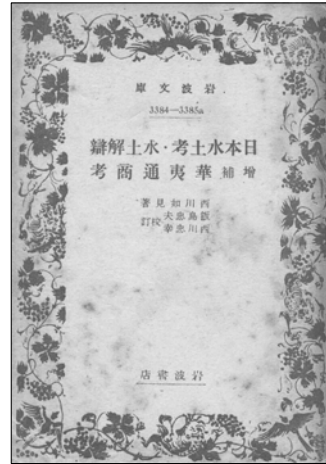 岩波文庫
3384—3385a
日本水土考・水土解辯
增補 華夷通商考
西川如見著
飯島忠夫
西川忠幸
校訂
岩波書店